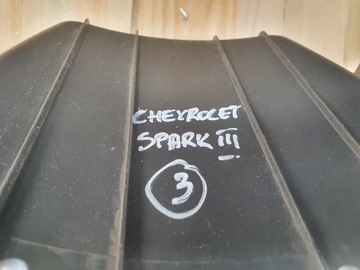 CHEVROLET
SPARK III
3